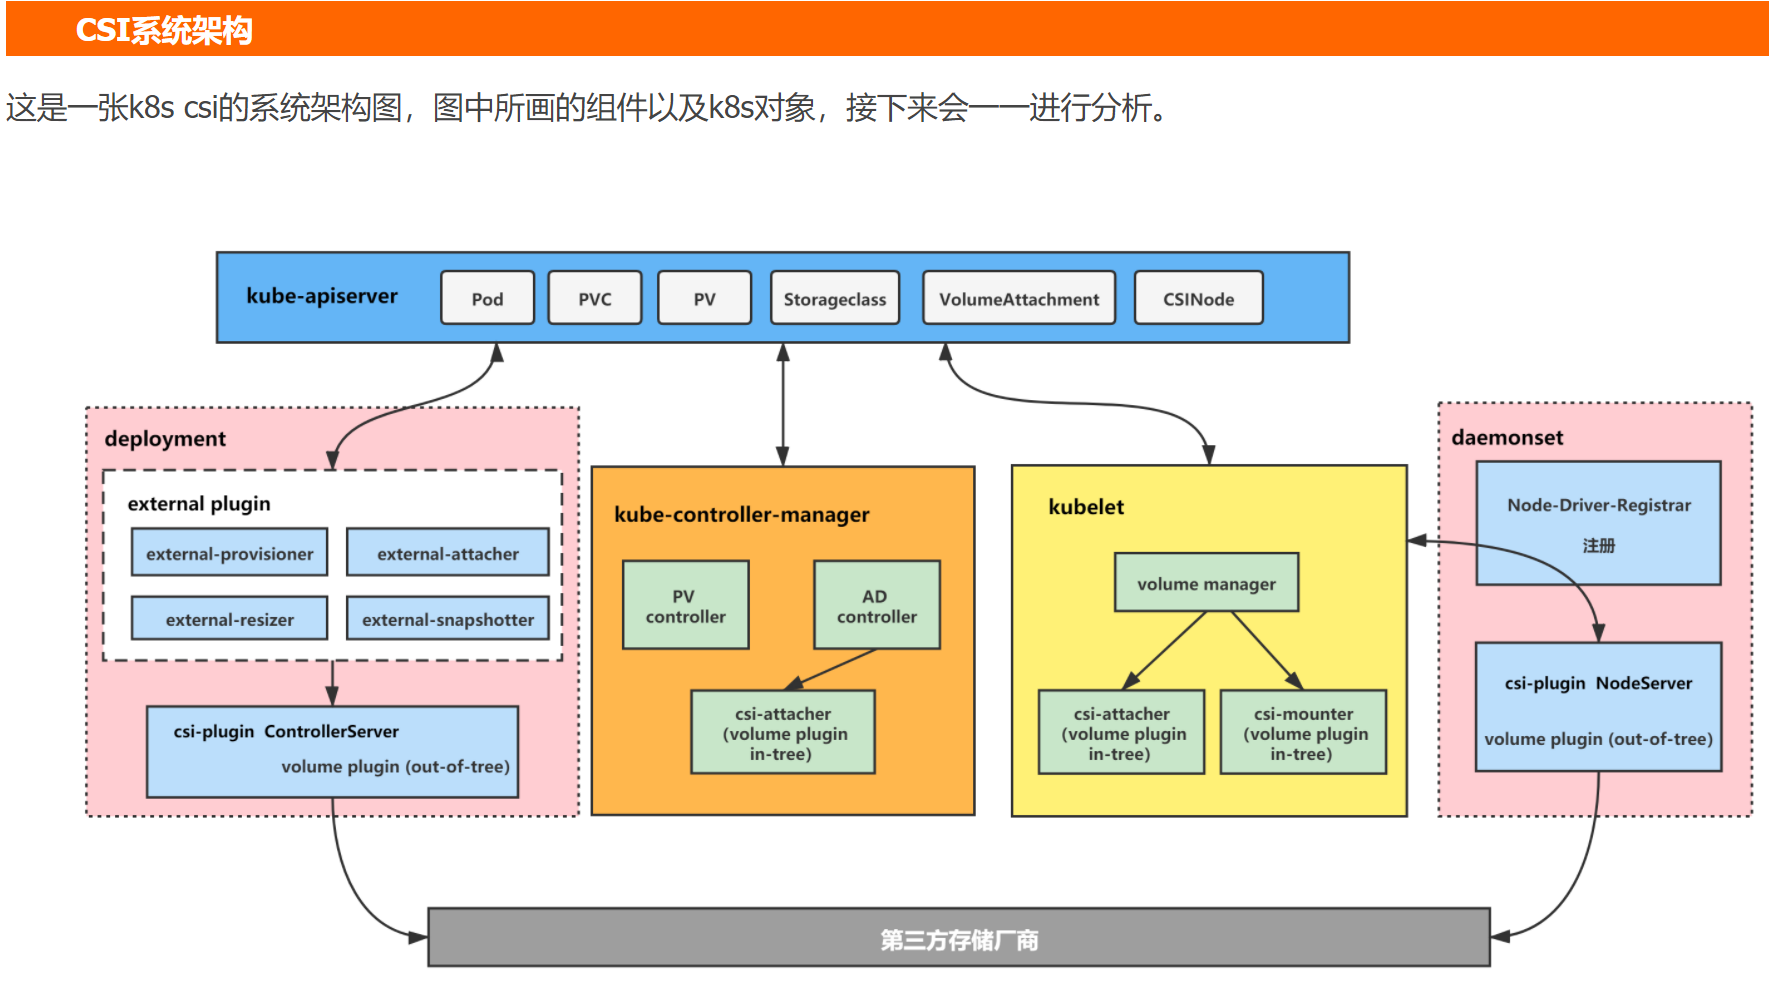 CSI系统架构
这是一张k8s csi的系统架构图，图中所画的组件以及k8s对象，接下来会一一进行分析。
kube-apiserver
Pod
PVC
PV
Storageclass
VolumeAttachment
CSINode
deployment
external plugin
external-provisioner
external-attacher
external-resizer
external-snapshotter
csi-plugin ControllerServer
volume plugin (out-of-tree)
kube-controller-manager
PV
controller
AD
controller
csi-attacher
(volume plugin
in-tree)
kubelet
volume manager
csi-attacher
(volume plugin
in-tree)
csi-mounter
(volume plugin
in-tree)
daemonset
Node-Driver-Registrar
注册
csi-plugin NodeServer
volume plugin (out-of-tree)
第三方存储厂商